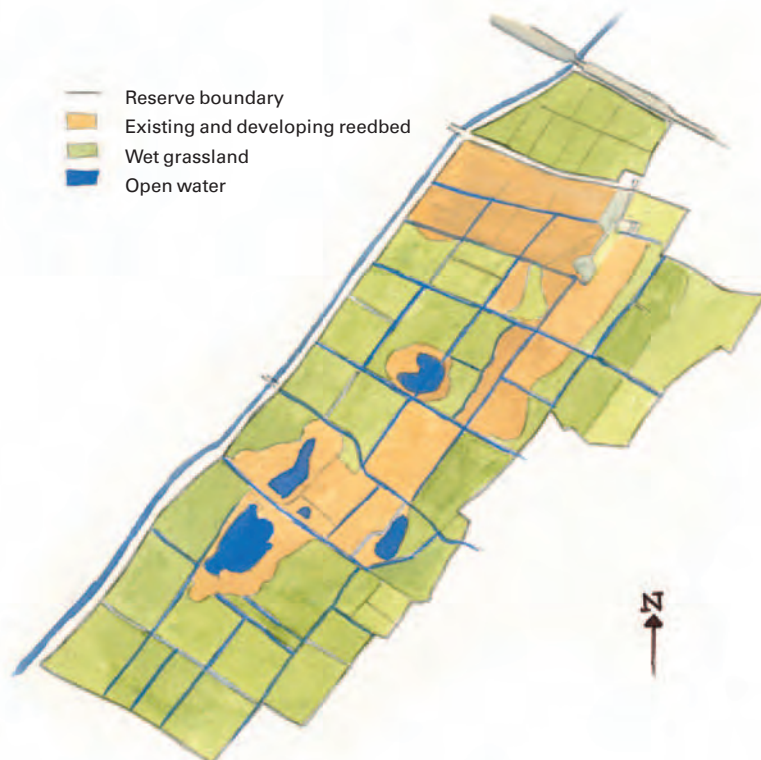 Reserve boundary
Existing and developing reedbed
Wet grassland
Open water
N